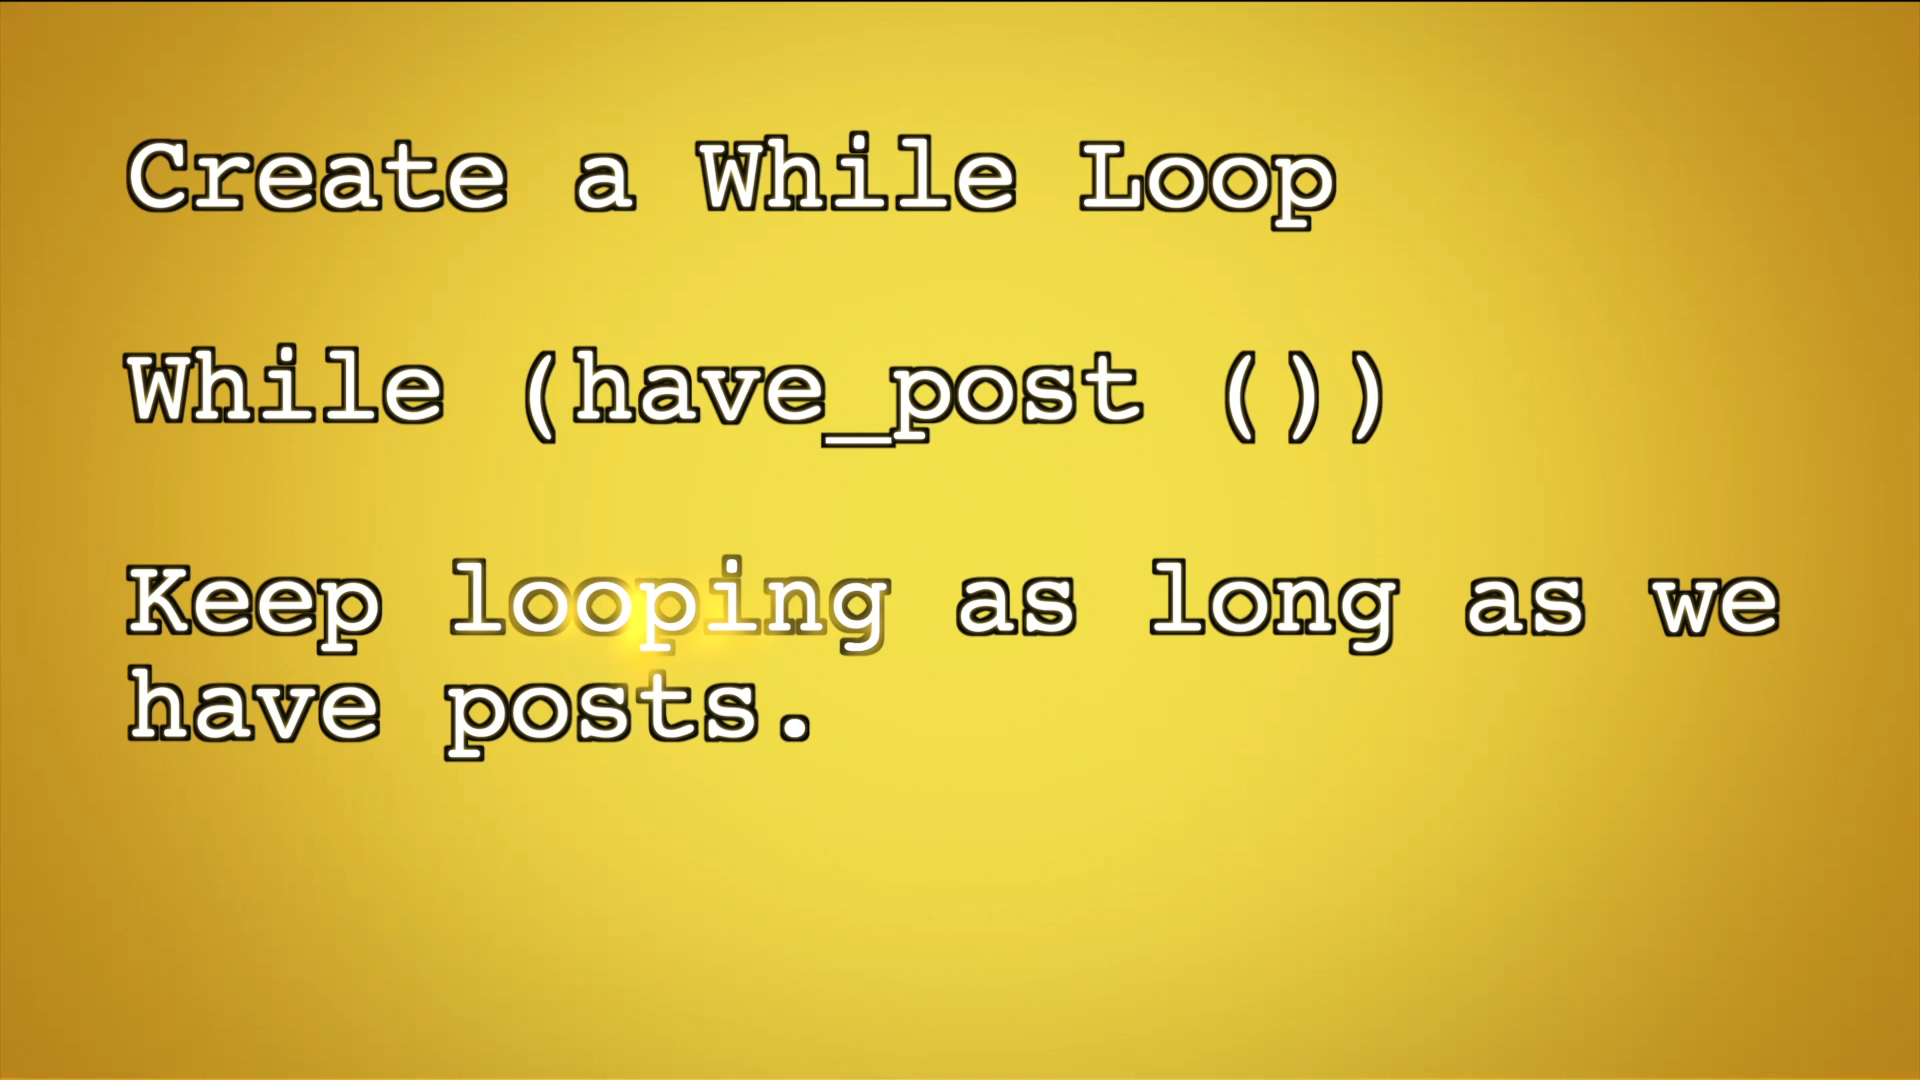 Create a While Loop
While (have_post ())
Keep looping as long as we
have posts.